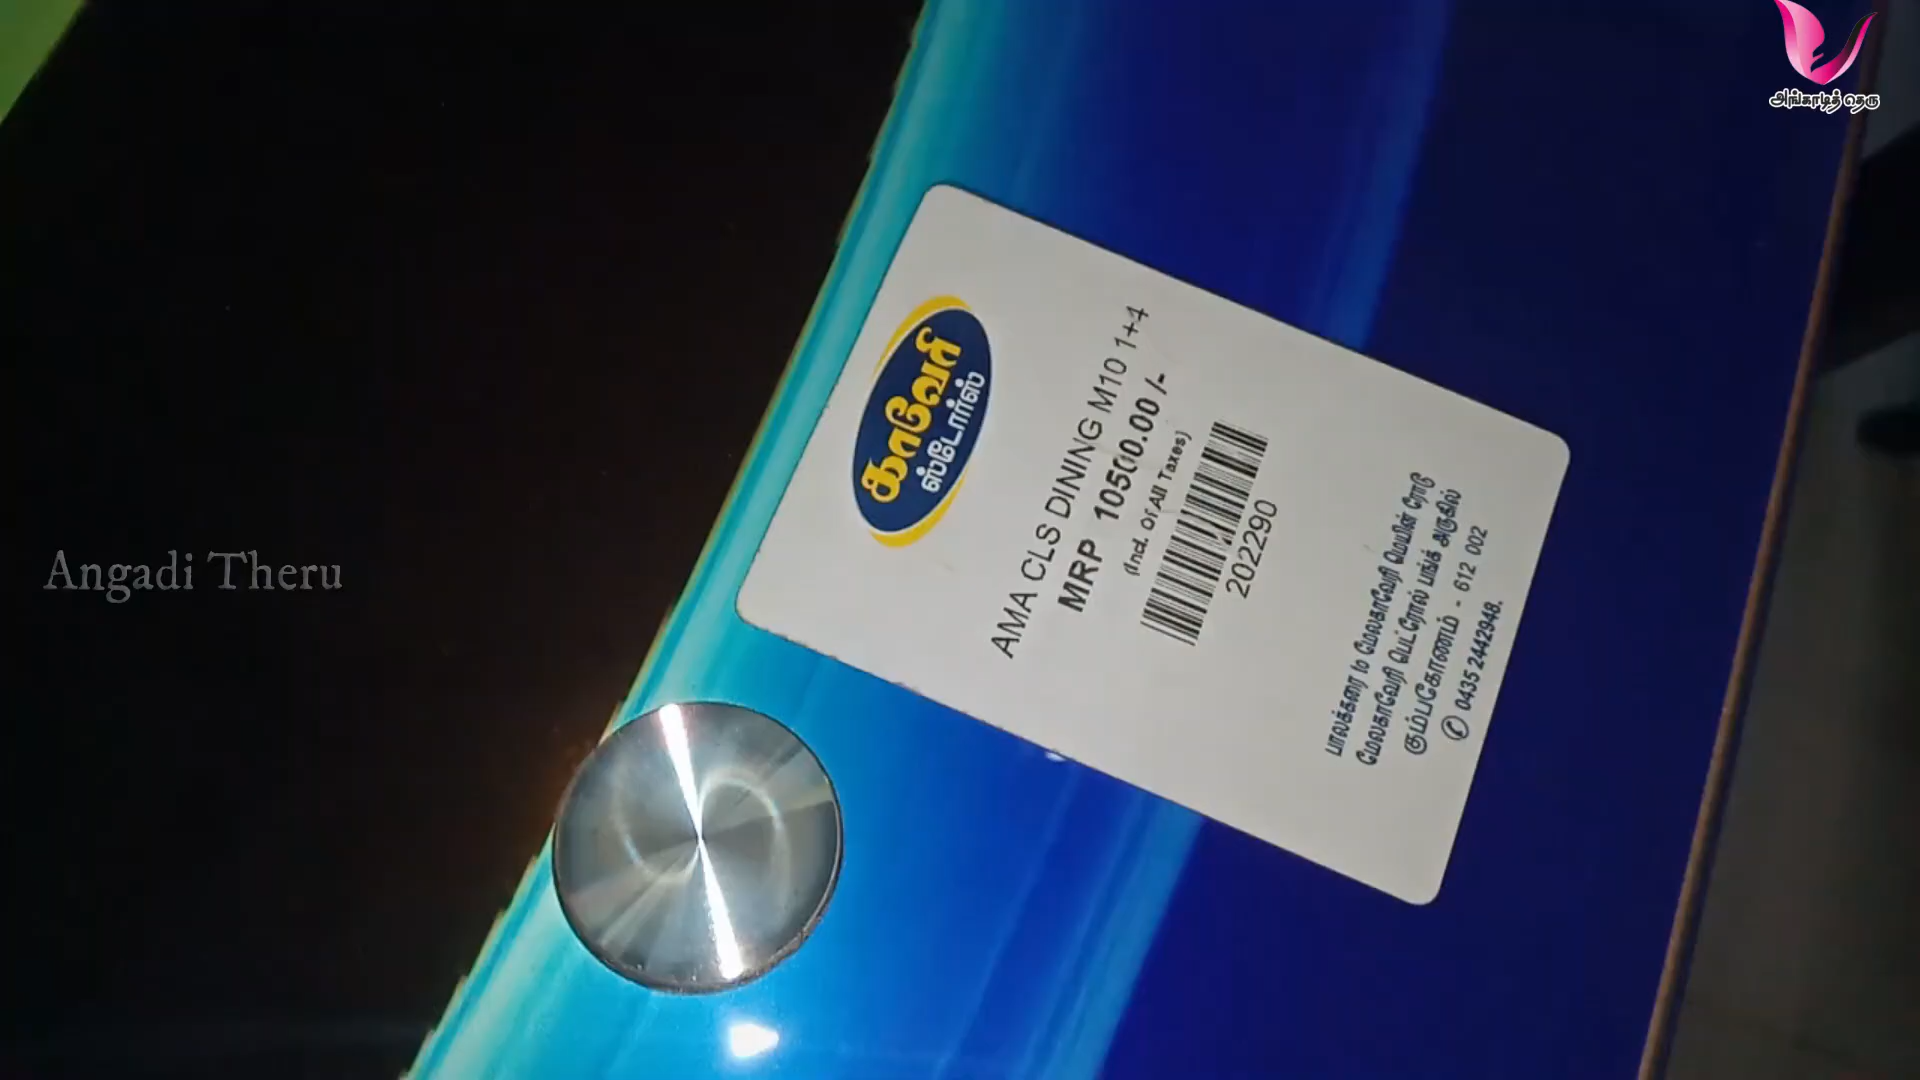 அங்காடித் தெரு
Angadi Theru
காவேரி
ஸ்டோர்ஸ்
AMA CLS DINING M10 1+4
MRP 10500.00 /-
(Incl. of All Taxes)
202290
பாலக்கரை to மேலகாவேரி மெயின் ரோடு
மேலகாவேரி பெட்ரோல் பங்க் அருகில்
கும்பகோணம் - 612 002
✆ 0435 2442948.